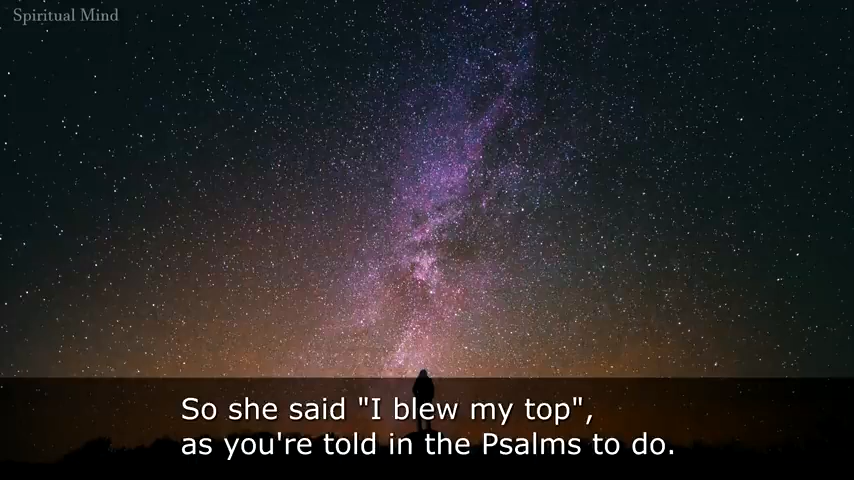 Spiritual Mind
So she said "I blew my top",
as you're told in the Psalms to do.